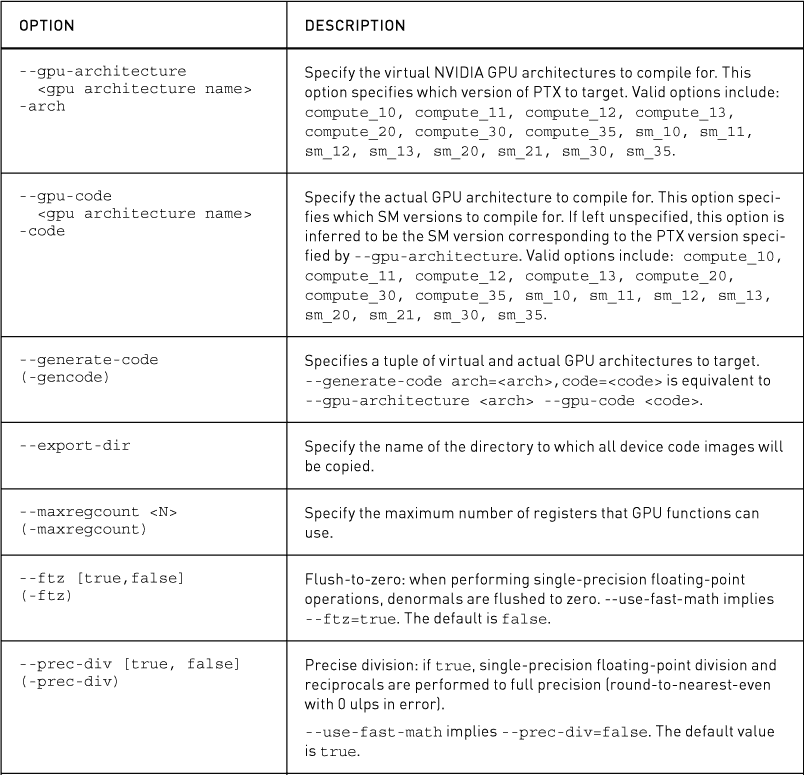 OPTION DESCRIPTION
--gpu-architecture
<gpu architecture name>
-arch
Specify the virtual NVIDIA GPU architectures to compile for. This
option specifies which version of PTX to target. Valid options include:
compute_10, compute_11, compute_12, compute_13,
compute_20, compute_30, compute_35, sm_10, sm_11,
sm_12, sm_13, sm_20, sm_21, sm_30, sm_35.
--gpu-code
<gpu architecture name>
-code
Specify the actual GPU architecture to compile for. This option speci-
fies which SM versions to compile for. If left unspecified, this option is
inferred to be the SM version corresponding to the PTX version speci-
fied by --gpu-architecture. Valid options include: compute_10,
compute_11, compute_12, compute_13, compute_20,
compute_30, compute_35, sm_10, sm_11, sm_12, sm_13,
sm_20, sm_21, sm_30, sm_35.
--generate-code
(-gencode)
Specifies a tuple of virtual and actual GPU architectures to target.
--generate-code arch=<arch>,code=<code> is equivalent to
--gpu-architecture <arch> --gpu-code <code>.
--export-dir
Specify the name of the directory to which all device code images will
be copied.
--maxregcount <N>
(-maxregcount)
Specify the maximum number of registers that GPU functions can
use.
--ftz [true,false]
(-ftz)
Flush-to-zero: when performing single-precision floating-point
operations, denormals are flushed to zero. --use-fast-math implies
--ftz=true. The default is false.
--prec-div [true, false]
(-prec-div)
Precise division: if true, single-precision floating-point division and
reciprocals are performed to full precision (round-to-nearest-even
with 0 ulps in error).
--use-fast-math implies --prec-div=false. The default value
is true.